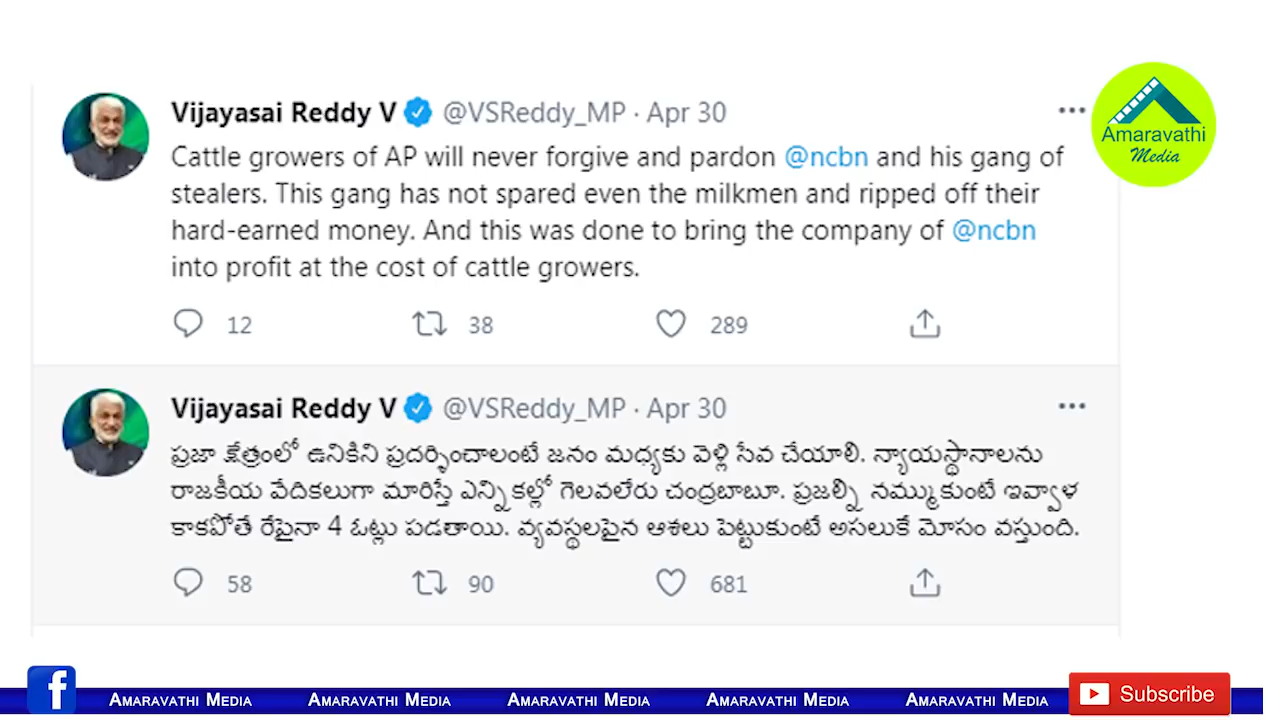 Vijayasai Reddy V @VSReddy_MP · Apr 30
Cattle growers of AP will never forgive and pardon @ncbn and his gang of
stealers. This gang has not spared even the milkmen and ripped off their
hard-earned money. And this was done to bring the company of @ncbn
into profit at the cost of cattle growers.
12 38 289
Amaravathi
Media
Vijayasai Reddy V @VSReddy_MP · Apr 30
ప్రజా క్షేత్రంలో ఉనికిని ప్రదర్శించాలంటే జనం మధ్యకు వెళ్లి సేవ చేయాలి. న్యాయస్థానాలను
రాజకీయ వేదికలుగా మారిస్తే ఎన్నికల్లో గెలవలేరు చంద్రబాబూ. ప్రజల్ని నమ్ముకుంటే ఇవ్వాళ
కాకపోతే రేపైనా 4 ఓట్లు పడతాయి. వ్యవస్థలపైన ఆశలు పెట్టుకుంటే అసలుకే మోసం వస్తుంది.
58 90 681
f Amaravathi Media Amaravathi Media Amaravathi Media Amaravathi Media Amaravathi Media Subscribe